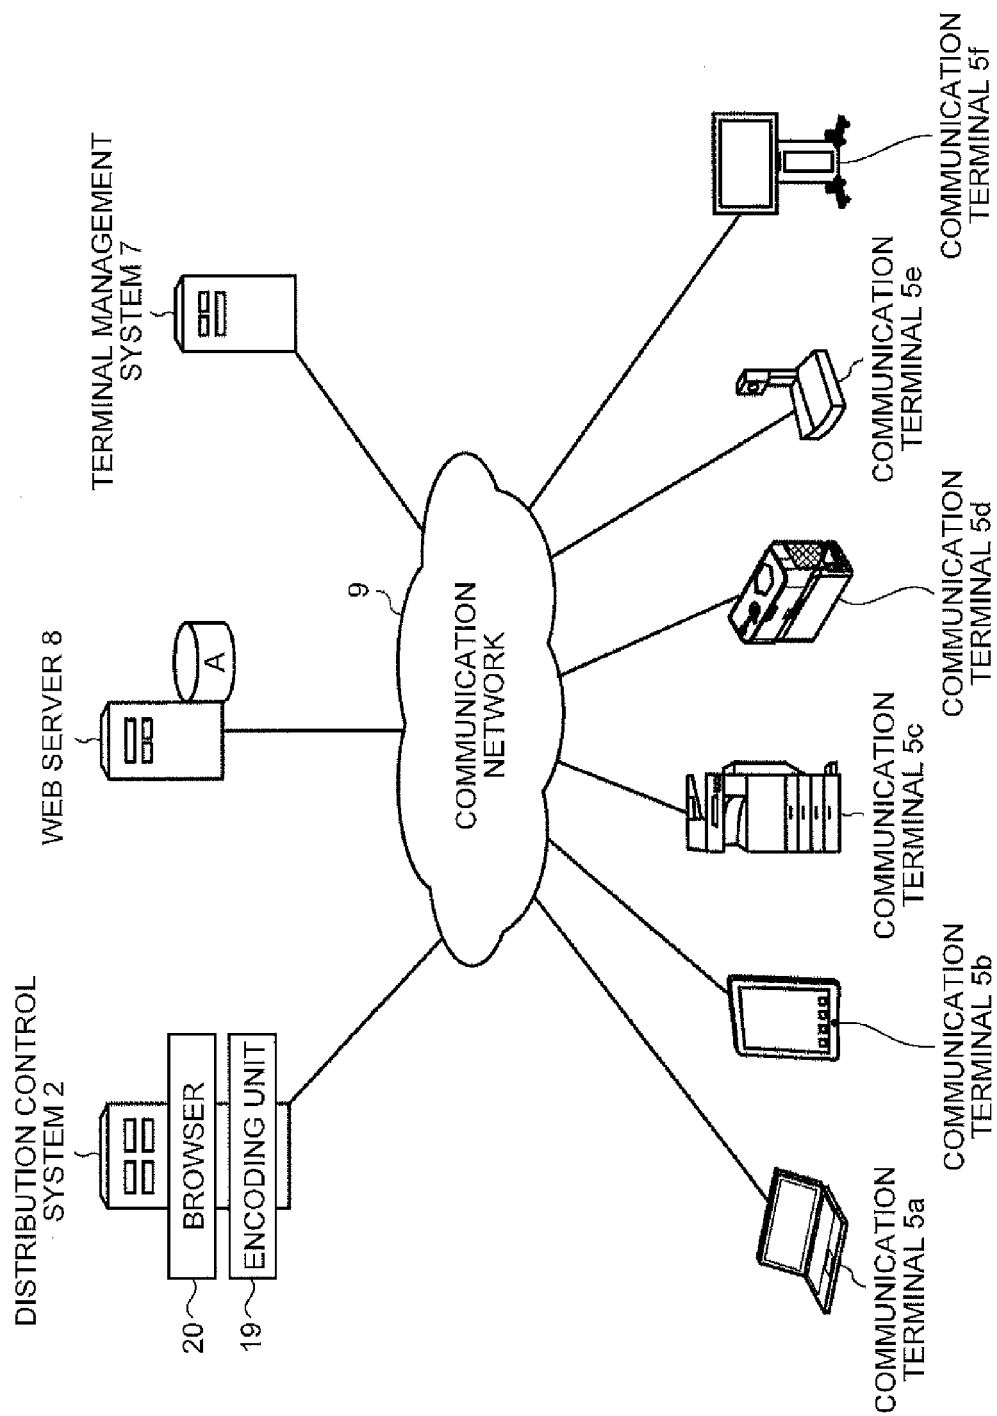 DISTRIBUTION CONTROL
SYSTEM 2
WEB SERVER 8
TERMINAL MANAGEMENT
SYSTEM 7
20
BROWSER
19
ENCODING UNIT
A
9
COMMUNICATION
NETWORK
COMMUNICATION
TERMINAL 5a
COMMUNICATION
TERMINAL 5b
COMMUNICATION
TERMINAL 5c
COMMUNICATION
TERMINAL 5d
COMMUNICATION
TERMINAL 5e
COMMUNICATION
TERMINAL 5f